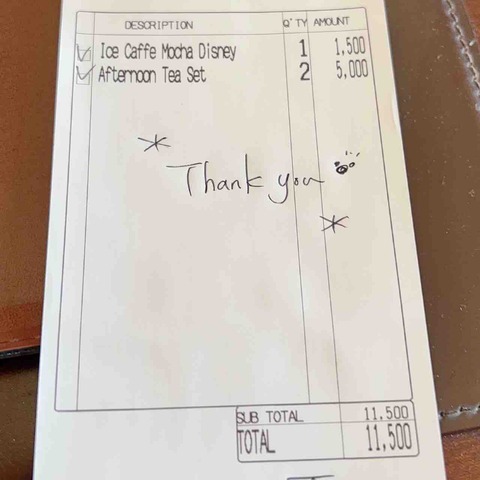 DESCRIPTION Q'TY AMOUNT
Ice Caffe Mocha Disney 1 1,500
Afternoon Tea Set 2 5,000
Thank you
SUB TOTAL 11,500
TOTAL 11,500